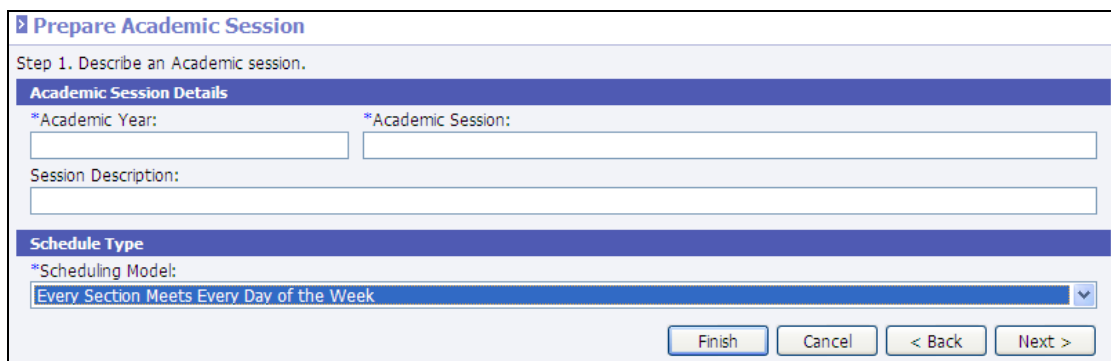 Prepare Academic Session
Step 1. Describe an Academic session.
Academic Session Details
*Academic Year: *Academic Session:
Session Description:
Schedule Type
*Scheduling Model:
Every Section Meets Every Day of the Week
Finish Cancel < Back Next >